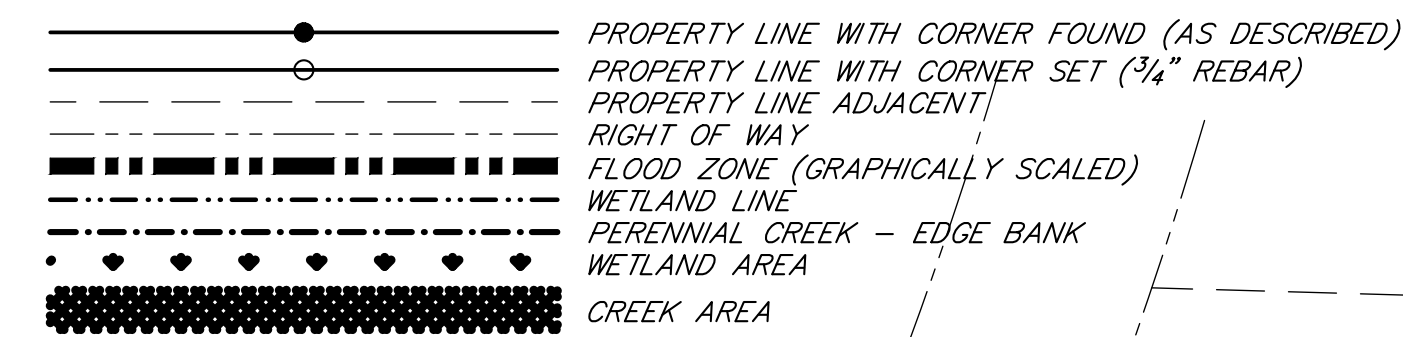 PROPERTY LINE WITH CORNER FOUND (AS DESCRIBED)
PROPERTY LINE WITH CORNER SET (3/4" REBAR)
PROPERTY LINE ADJACENT
RIGHT OF WAY
FLOOD ZONE (GRAPHICALLY SCALED)
WETLAND LINE
PERENNIAL CREEK – EDGE BANK
WETLAND AREA
CREEK AREA